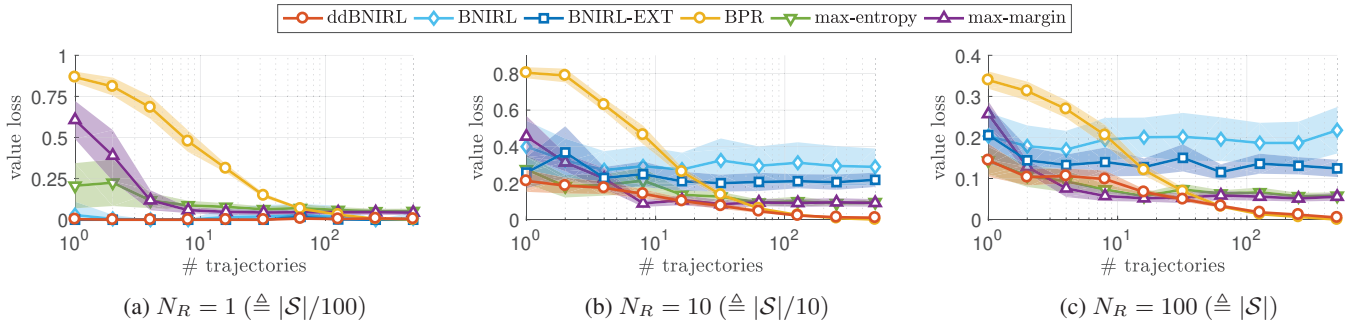 ddBNIRL BNIRL BNIRL-EXT BPR max-entropy max-margin
value loss
1
0.75
0.5
0.25
0
10^0 10^1 10^2
# trajectories
(a) N_R = 1 (≜ |S|/100)
value loss
0.8
0.6
0.4
0.2
0
10^0 10^1 10^2
# trajectories
(b) N_R = 10 (≜ |S|/10)
value loss
0.4
0.3
0.2
0.1
0
10^0 10^1 10^2
# trajectories
(c) N_R = 100 (≜ |S|)